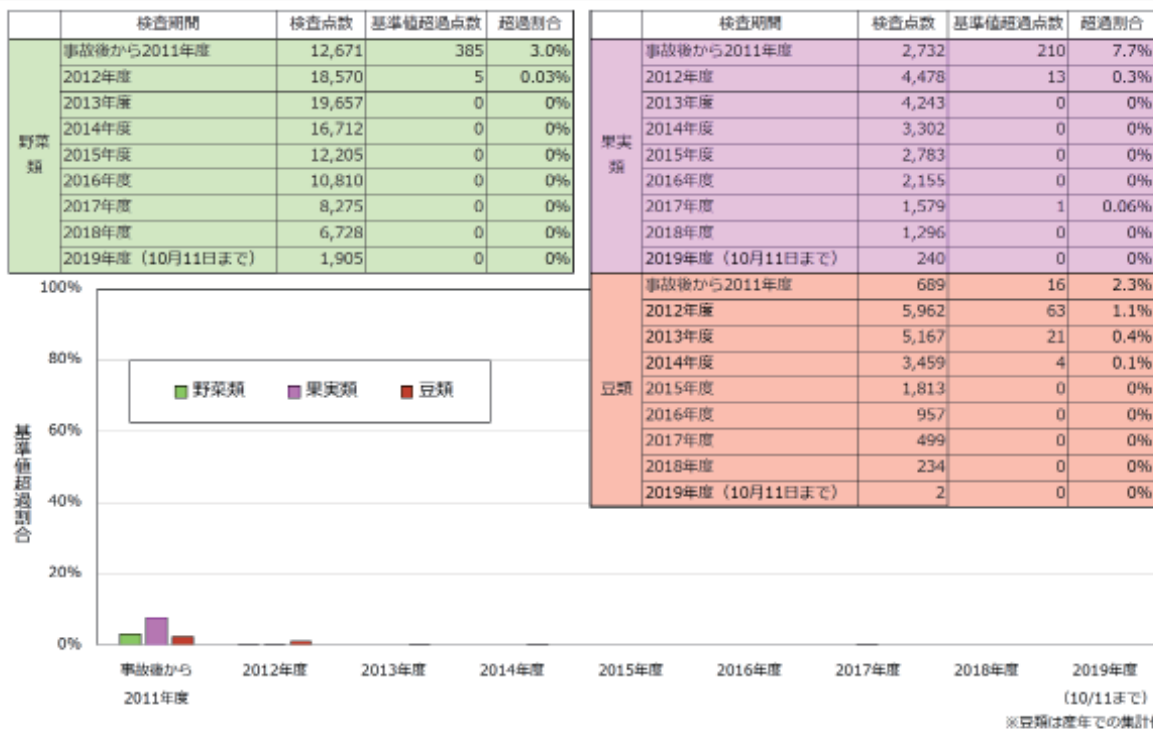 検査期間 検査点数 基準値超過点数 超過割合
野菜類
事故後から2011年度 12,671 385 3.0%
2012年度 18,570 5 0.03%
2013年度 19,657 0 0%
2014年度 16,712 0 0%
2015年度 12,205 0 0%
2016年度 10,810 0 0%
2017年度 8,275 0 0%
2018年度 6,728 0 0%
2019年度（10月11日まで） 1,905 0 0%
検査期間 検査点数 基準値超過点数 超過割合
果実類
事故後から2011年度 2,732 210 7.7%
2012年度 4,478 13 0.3%
2013年度 4,243 0 0%
2014年度 3,302 0 0%
2015年度 2,783 0 0%
2016年度 2,155 0 0%
2017年度 1,579 1 0.06%
2018年度 1,296 0 0%
2019年度（10月11日まで） 240 0 0%
豆類
事故後から2011年度 689 16 2.3%
2012年度 5,962 63 1.1%
2013年度 5,167 21 0.4%
2014年度 3,459 4 0.1%
2015年度 1,813 0 0%
2016年度 957 0 0%
2017年度 499 0 0%
2018年度 234 0 0%
2019年度（10月11日まで） 2 0 0%
100%
80%
60%
40%
20%
0%
基準値超過割合
野菜類 果実類 豆類
事故後から 2012年度 2013年度 2014年度 2015年度 2016年度 2017年度 2018年度 2019年度
2011年度 (10/11まで)
※豆類は産年での集計